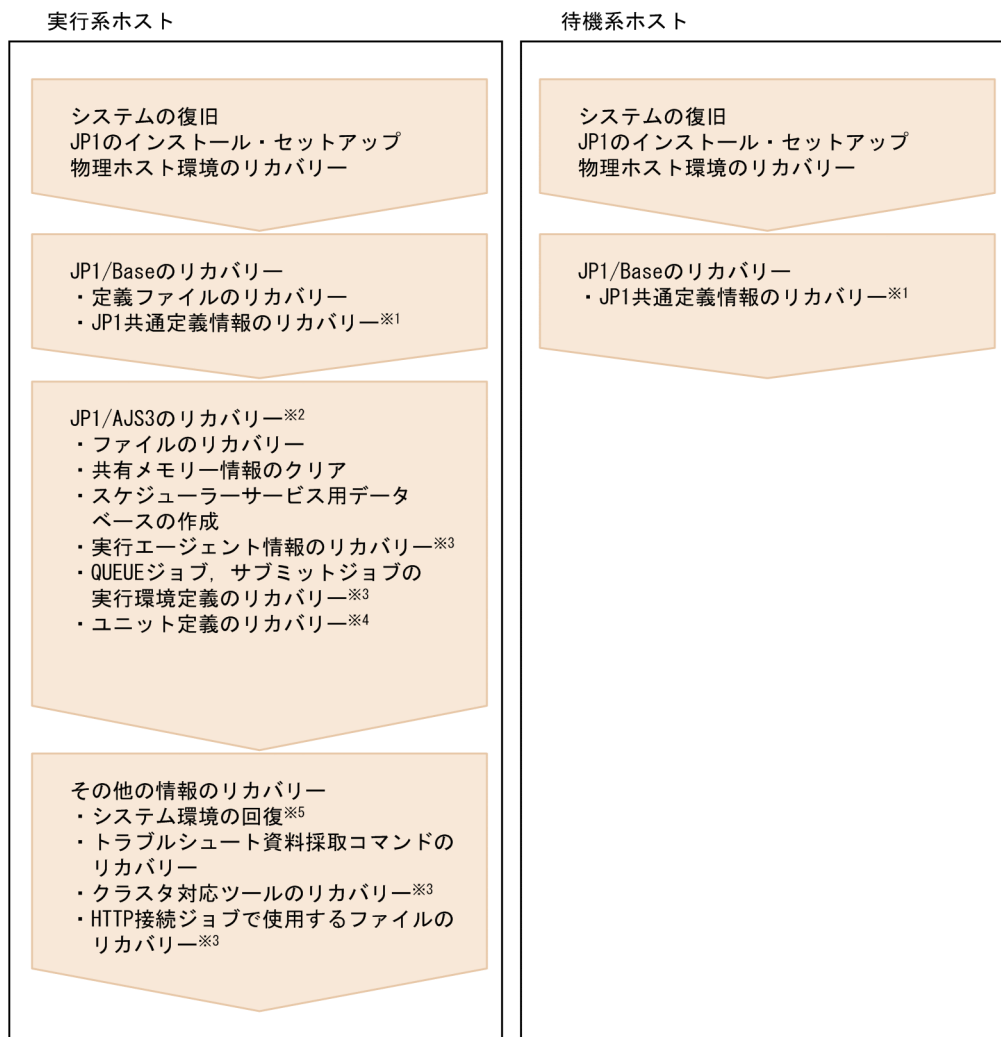 実行系ホスト
システムの復旧
JP1のインストール・セットアップ
物理ホスト環境のリカバリー
JP1/Baseのリカバリー
・定義ファイルのリカバリー
・JP1共通定義情報のリカバリー※1
JP1/AJS3のリカバリー※2
・ファイルのリカバリー
・共有メモリー情報のクリア
・スケジューラーサービス用データ
ベースの作成
・実行エージェント情報のリカバリー※3
・QUEUEジョブ，サブミットジョブの
実行環境定義のリカバリー※3
・ユニット定義のリカバリー※4
その他の情報のリカバリー
・システム環境の回復※5
・トラブルシュート資料採取コマンドの
リカバリー
・クラスタ対応ツールのリカバリー※3
・HTTP接続ジョブで使用するファイルの
リカバリー※3
待機系ホスト
システムの復旧
JP1のインストール・セットアップ
物理ホスト環境のリカバリー
JP1/Baseのリカバリー
・JP1共通定義情報のリカバリー※1